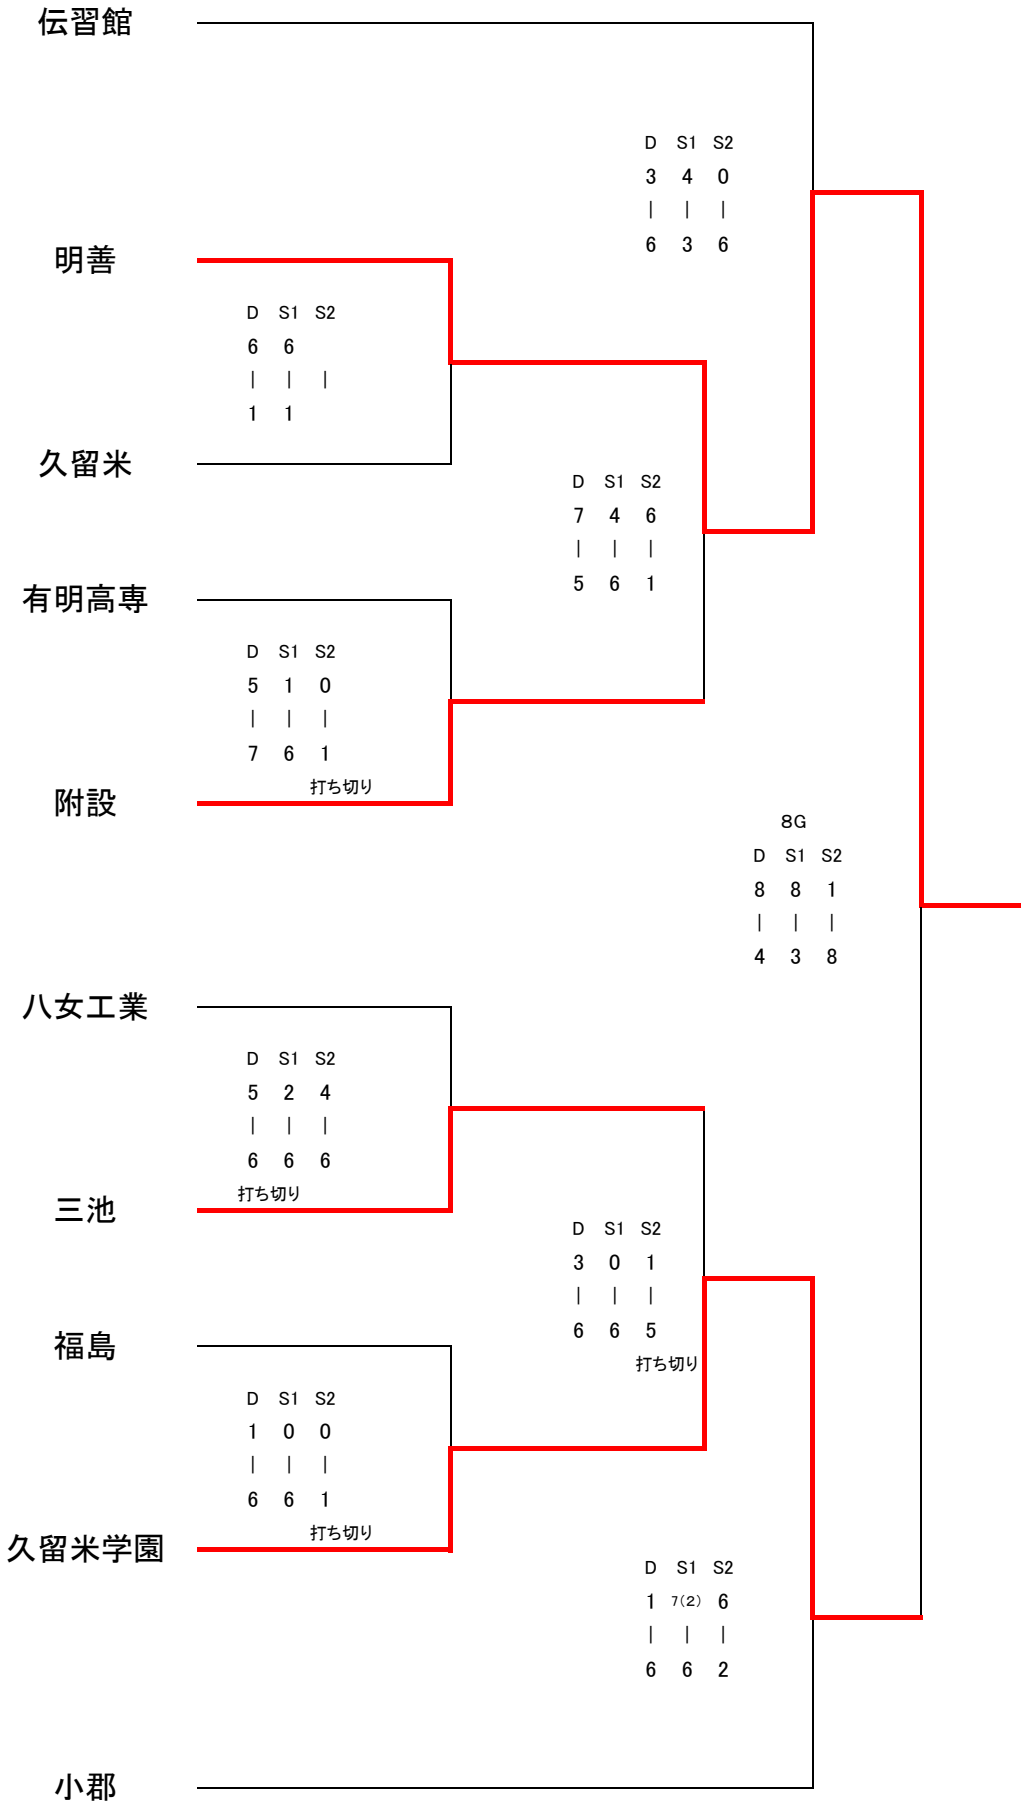 伝習館
D S1 S2
3 4 0
| | |
6 3 6
明善
D S1 S2
6 6
| | |
1 1
久留米
D S1 S2
7 4 6
| | |
5 6 1
有明高専
D S1 S2
5 1 0
| | |
7 6 1
打ち切り
附設
8G
D S1 S2
8 8 1
| | |
4 3 8
八女工業
D S1 S2
5 2 4
| | |
6 6 6
打ち切り
三池
D S1 S2
3 0 1
| | |
6 6 5
打ち切り
福島
D S1 S2
1 0 0
| | |
6 6 1
打ち切り
久留米学園
D S1 S2
1 7(2) 6
| | |
6 6 2
小郡